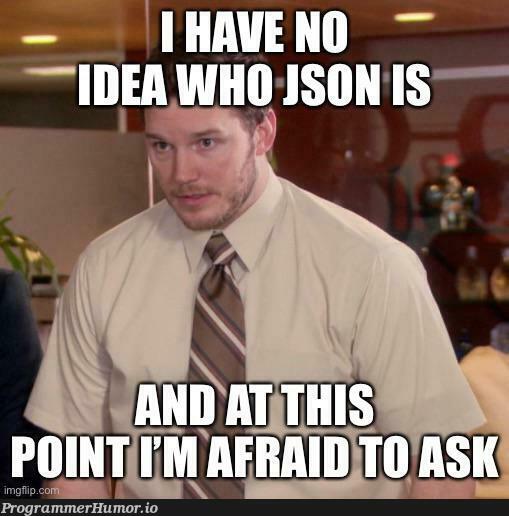 I HAVE NO
IDEA WHO JSON IS
AND AT THIS
POINT I’M AFRAID TO ASK
imgflip.com
ProgrammerHumor.io